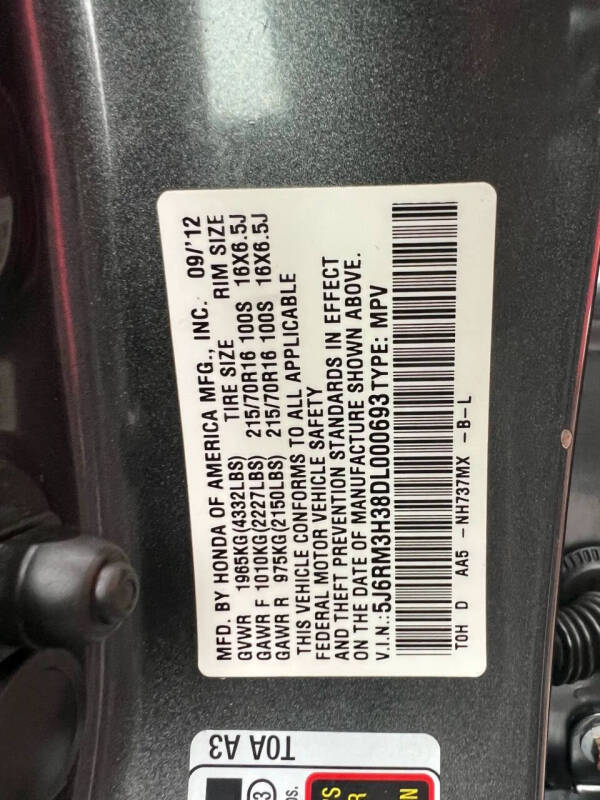 MFD. BY HONDA OF AMERICA MFG., INC. 09/'12
GVWR 1965KG(4332LBS) TIRE SIZE RIM SIZE
GAWR F 1010KG(2227LBS) 215/70R16 100S 16X6.5J
GAWR R 975KG(2150LBS) 215/70R16 100S 16X6.5J
THIS VEHICLE CONFORMS TO ALL APPLICABLE
FEDERAL MOTOR VEHICLE SAFETY
AND THEFT PREVENTION STANDARDS IN EFFECT
ON THE DATE OF MANUFACTURE SHOWN ABOVE.
V.I.N.:5J6RM3H38DL000693 TYPE: MPV
TOH D AA5 -NH737MX -B-L
TOA A3